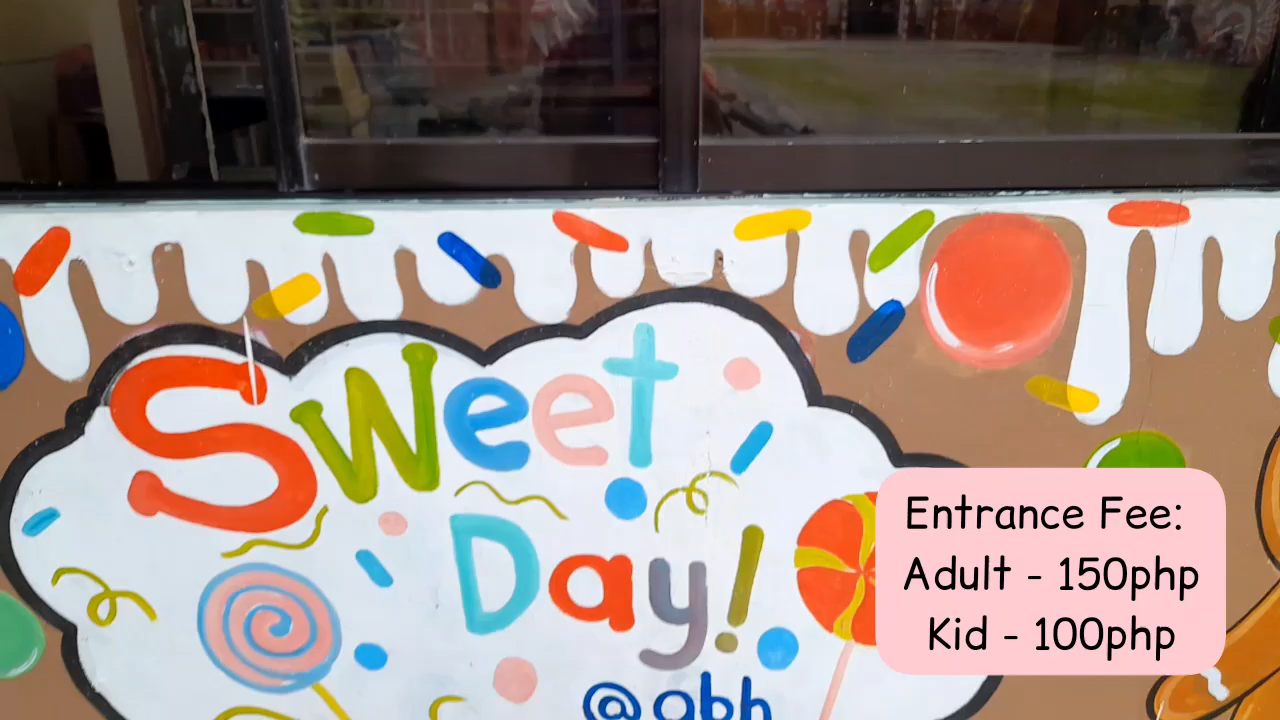 Sweet
Day!
@abh
Entrance Fee:
Adult - 150php
Kid - 100php